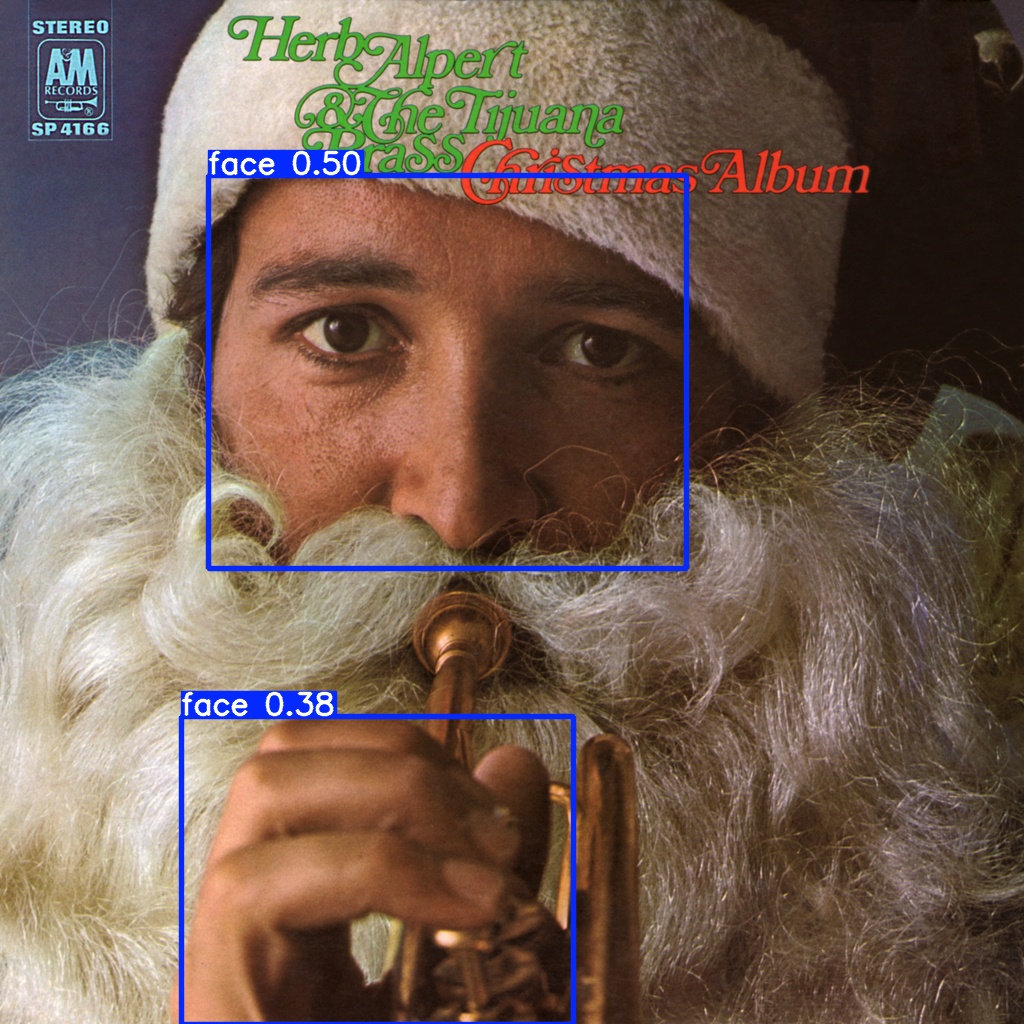 STEREO
A&M
RECORDS
®
SP 4166
Herb Alpert
& The Tijuana
Brass Christmas Album
face 0.50
face 0.38